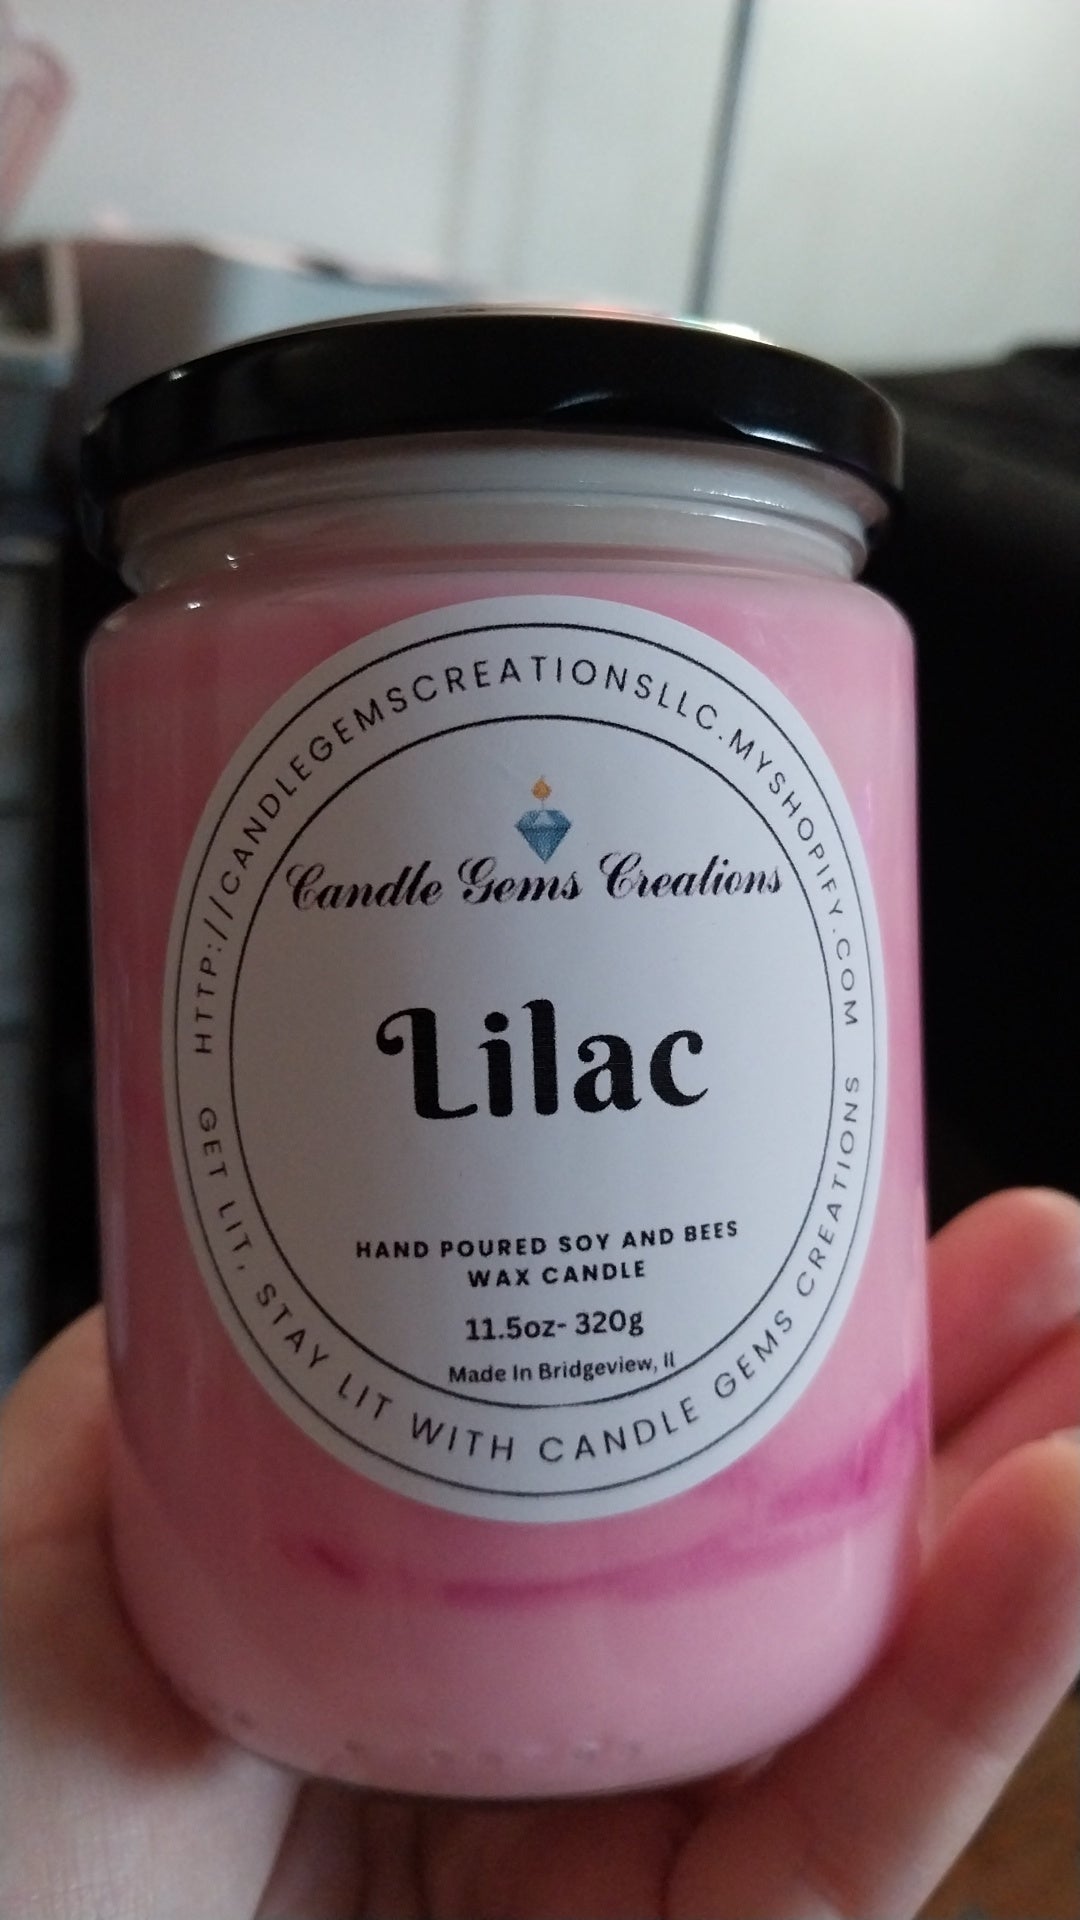 HTTP://CANDLEGEMSCREATIONSLLC.MYSHOPIFY.COM
Candle Gems Creations
Lilac
HAND POURED SOY AND BEES
WAX CANDLE
11.5oz- 320g
Made In Bridgeview, Il
GET LIT, STAY LIT WITH CANDLE GEMS CREATIONS